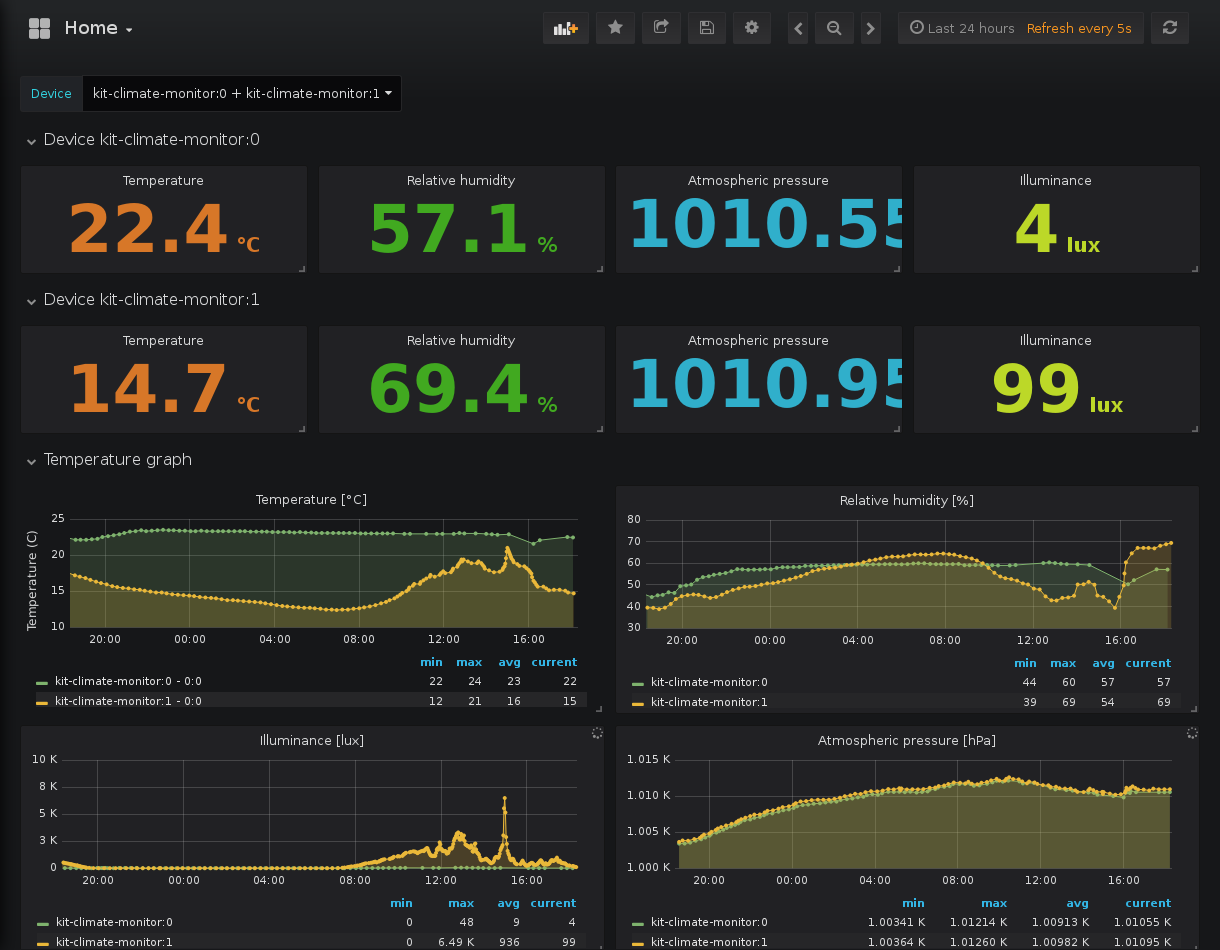 Home
Last 24 hours Refresh every 5s
Device kit-climate-monitor:0 + kit-climate-monitor:1
Device kit-climate-monitor:0
Temperature Relative humidity Atmospheric pressure Illuminance
22.4 °C 57.1 % 1010.55 4 lux
Device kit-climate-monitor:1
Temperature Relative humidity Atmospheric pressure Illuminance
14.7 °C 69.4 % 1010.95 99 lux
Temperature graph
Temperature [°C]
Temperature (C)
25
20
15
10
20:00 00:00 04:00 08:00 12:00 16:00
min max avg current
kit-climate-monitor:0 - 0:0 22 24 23 22
kit-climate-monitor:1 - 0:0 12 21 16 15
Relative humidity [%]
80
70
60
50
40
30
20:00 00:00 04:00 08:00 12:00 16:00
min max avg current
kit-climate-monitor:0 44 60 57 57
kit-climate-monitor:1 39 69 54 69
Illuminance [lux]
10 K
8 K
5 K
3 K
0
20:00 00:00 04:00 08:00 12:00 16:00
min max avg current
kit-climate-monitor:0 0 48 9 4
kit-climate-monitor:1 0 6.49 K 936 99
Atmospheric pressure [hPa]
1.015 K
1.010 K
1.005 K
1.000 K
20:00 00:00 04:00 08:00 12:00 16:00
min max avg current
kit-climate-monitor:0 1.00341 K 1.01214 K 1.00913 K 1.01055 K
kit-climate-monitor:1 1.00364 K 1.01260 K 1.00982 K 1.01095 K